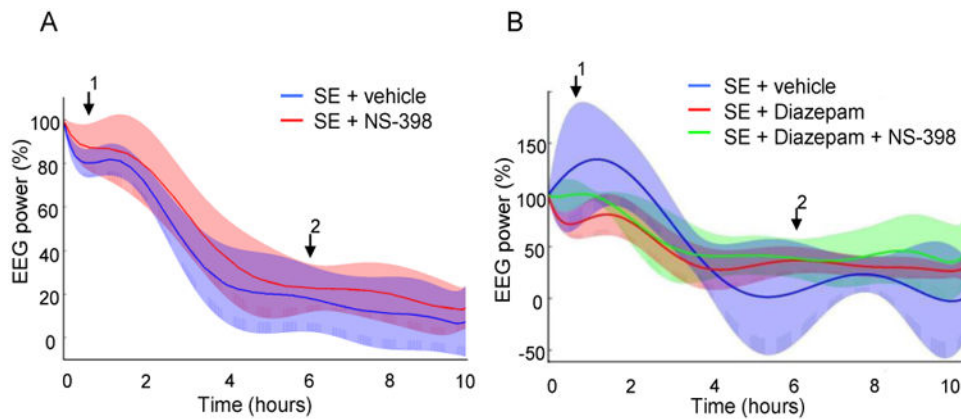 A
1
SE + vehicle
SE + NS-398
2
EEG power (%)
100
80
60
40
20
0
0 2 4 6 8 10
Time (hours)
B
1
SE + vehicle
SE + Diazepam
SE + Diazepam + NS-398
2
EEG power (%)
150
100
50
0
-50
0 2 4 6 8 10
Time (hours)